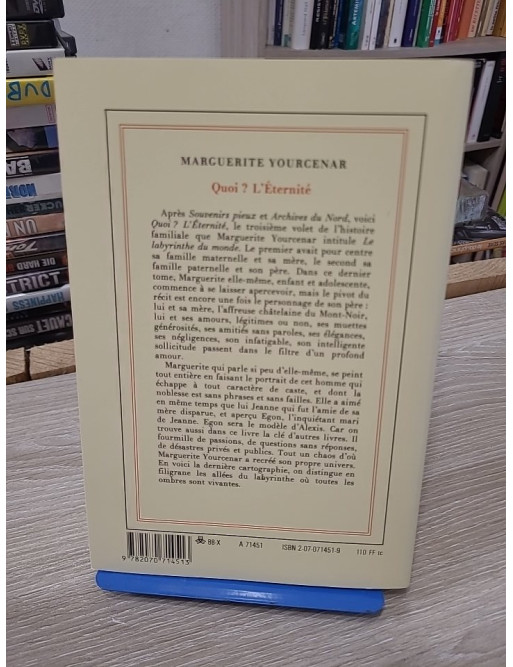 MARGUERITE YOURCENAR
Quoi ? L'Éternité
Après Souvenirs pieux et Archives du Nord, voici
Quoi ? L'Éternité, le troisième volet de l'histoire
familiale que Marguerite Yourcenar intitule Le
labyrinthe du monde. Le premier avait pour centre
sa famille maternelle et sa mère, le second sa
famille paternelle et son père. Dans ce dernier
tome, Marguerite elle-même, enfant et adolescente,
commence à se laisser apercevoir, mais le pivot du
récit est encore une fois le personnage de son père :
lui et sa mère, l'affreuse châtelaine du Mont-Noir,
lui et ses amours, légitimes ou non, ses muettes
générosités, ses amitiés sans paroles, ses élégances,
ses négligences, son infatigable, son intelligente
sollicitude passent dans le filtre d'un profond
amour.
Marguerite qui parle si peu d'elle-même, se peint
tout entière en faisant le portrait de cet homme qui
échappe à tout caractère de caste, et dont la
noblesse est sans phrases et sans failles. Elle a aimé
en même temps que lui Jeanne qui fut l'amie de sa
mère disparue, et aperçu Egon, l'inquiétant mari
de Jeanne. Egon sera le modèle d'Alexis. Car on
trouve aussi dans ce livre la clé d'autres livres. Il
fourmille de passions, de questions sans réponses,
de désastres privés et publics. Tout un chaos d'où
Marguerite Yourcenar a recréé son propre univers.
En voici la dernière cartographie, on distingue en
filigrane les allées du labyrinthe où toutes les
ombres sont vivantes.
88-X A 71451 ISBN 2-07-071451-9 110 FF tc
9 782070 714513
DIE HARD
TRICT
HAPPINESS